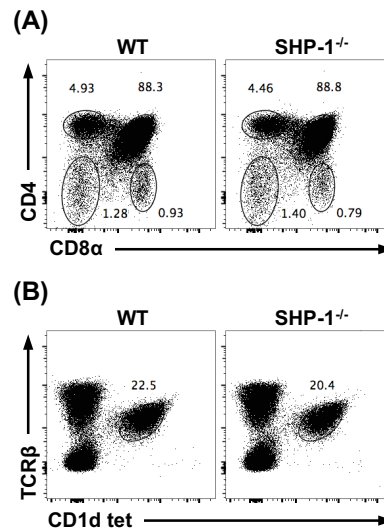 (A)
WT SHP-1-/-
4.93 88.3 4.46 88.8
1.28 0.93 1.40 0.79
CD4
CD8α
(B)
WT SHP-1-/-
22.5 20.4
TCRβ
CD1d tet